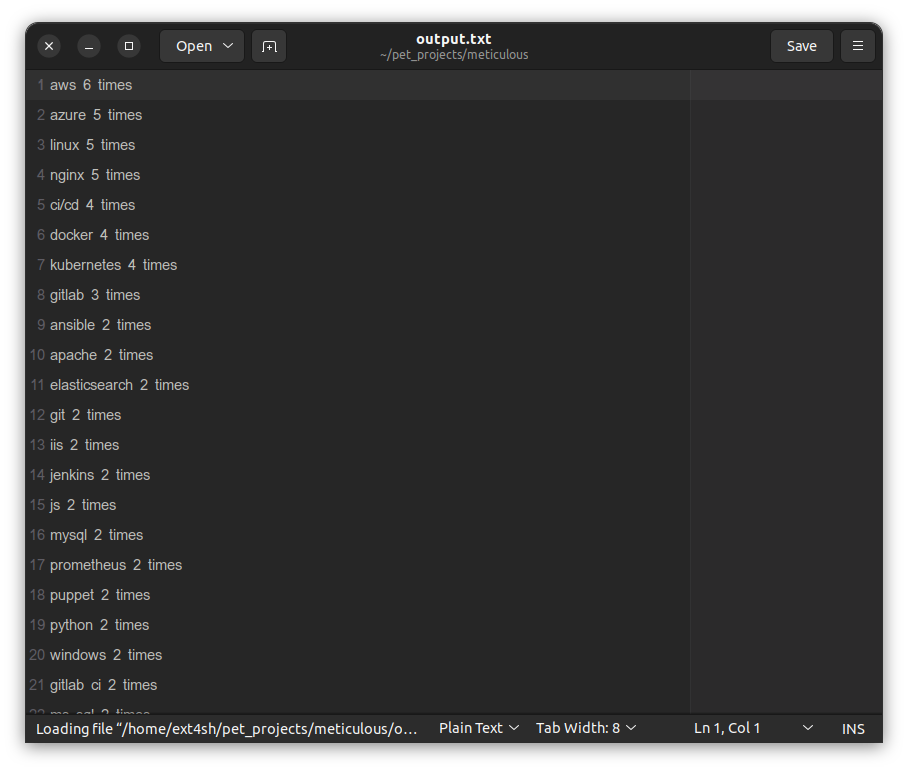 Open
output.txt
~/pet_projects/meticulous
Save
1 aws 6 times
2 azure 5 times
3 linux 5 times
4 nginx 5 times
5 ci/cd 4 times
6 docker 4 times
7 kubernetes 4 times
8 gitlab 3 times
9 ansible 2 times
10 apache 2 times
11 elasticsearch 2 times
12 git 2 times
13 iis 2 times
14 jenkins 2 times
15 js 2 times
16 mysql 2 times
17 prometheus 2 times
18 puppet 2 times
19 python 2 times
20 windows 2 times
21 gitlab ci 2 times
22 ms sql 2 times
Loading file “/home/ext4sh/pet_projects/meticulous/o… Plain Text Tab Width: 8 Ln 1, Col 1 INS